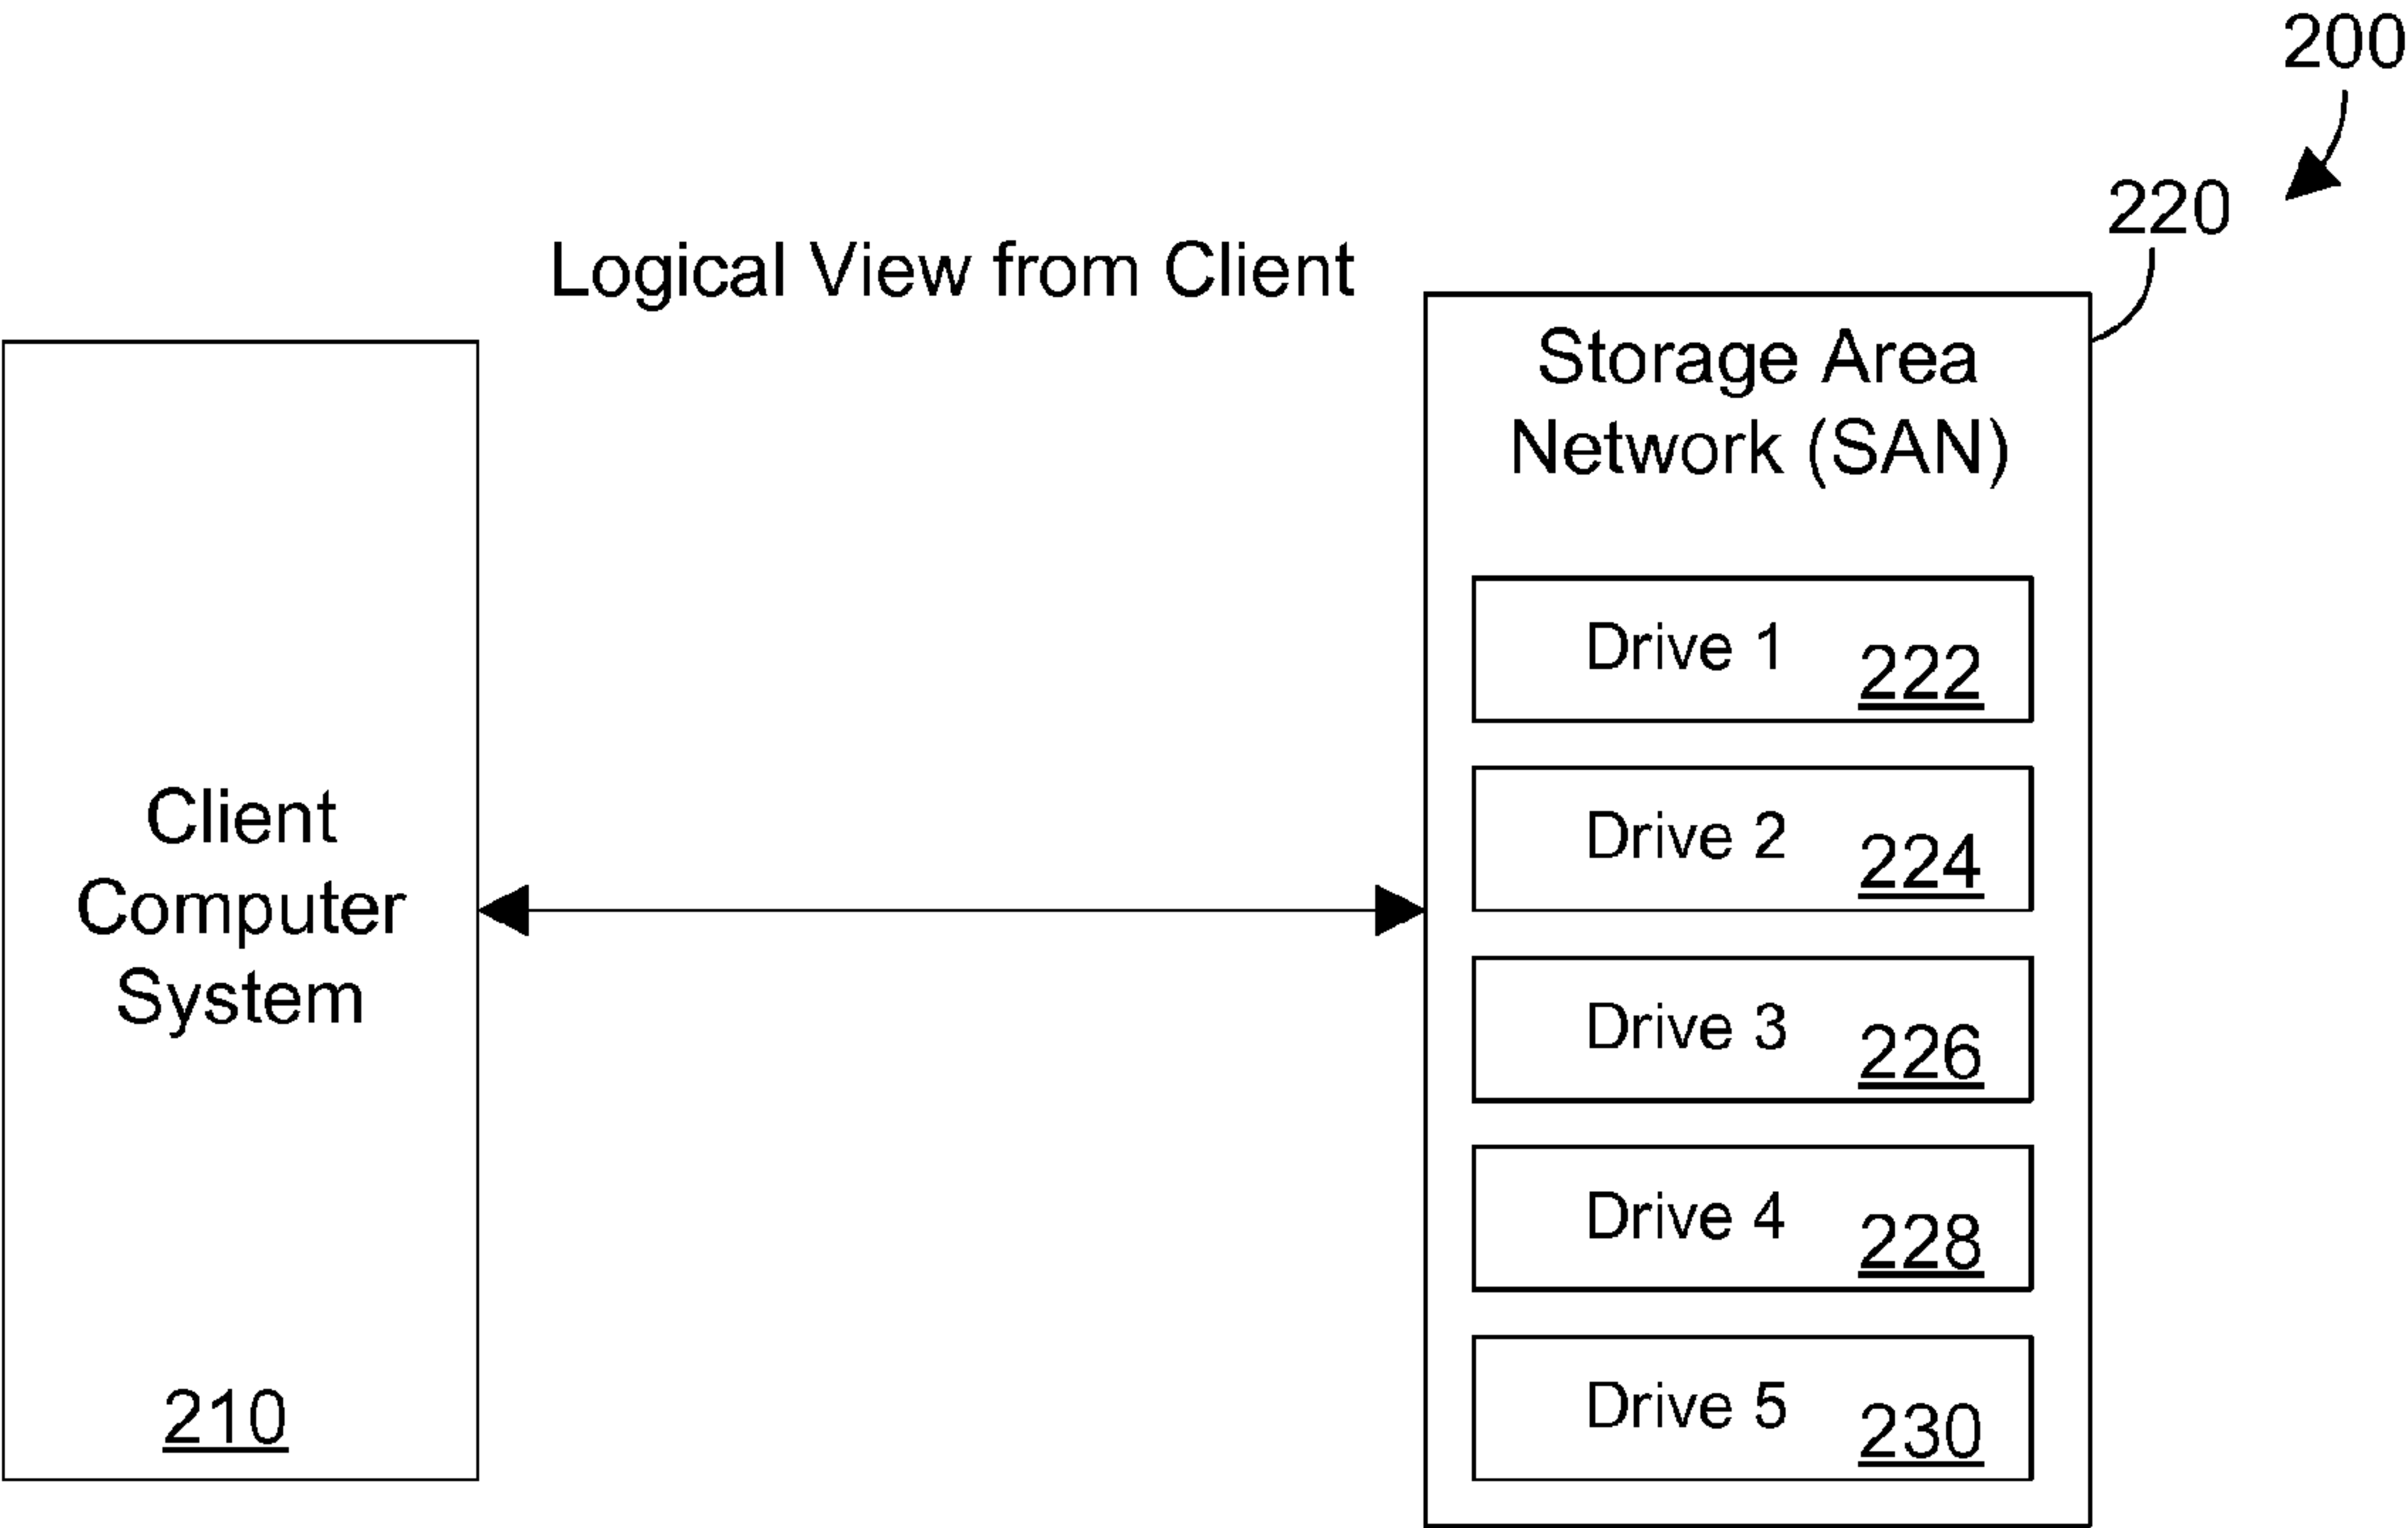 200
220
Logical View from Client
Storage Area
Network (SAN)
Drive 1 222
Drive 2 224
Client
Computer
System
Drive 3 226
Drive 4 228
Drive 5 230
210